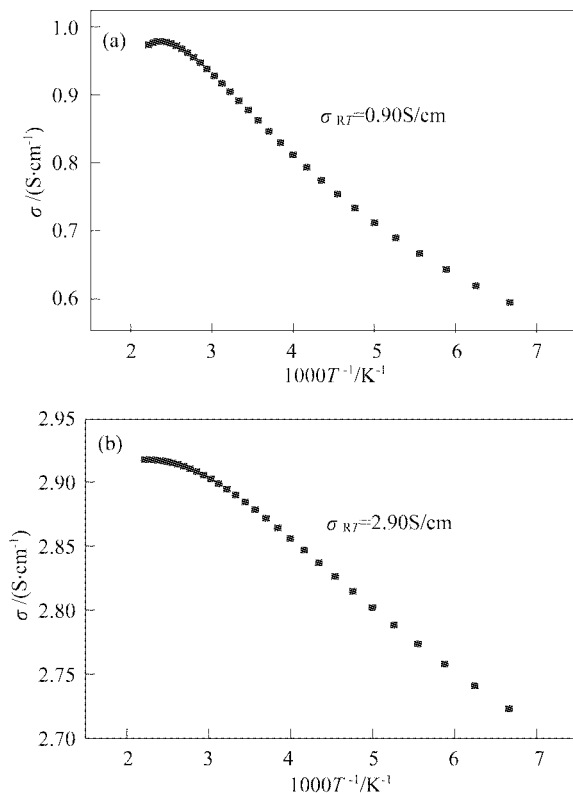 (a)
σ RT=0.90S/cm
σ /(S·cm⁻¹)
1.0
0.9
0.8
0.7
0.6
2 3 4 5 6 7
1000T ⁻¹/K⁻¹
(b)
σ RT=2.90S/cm
σ /(S·cm⁻¹)
2.95
2.90
2.85
2.80
2.75
2.70
2 3 4 5 6 7
1000T ⁻¹/K⁻¹